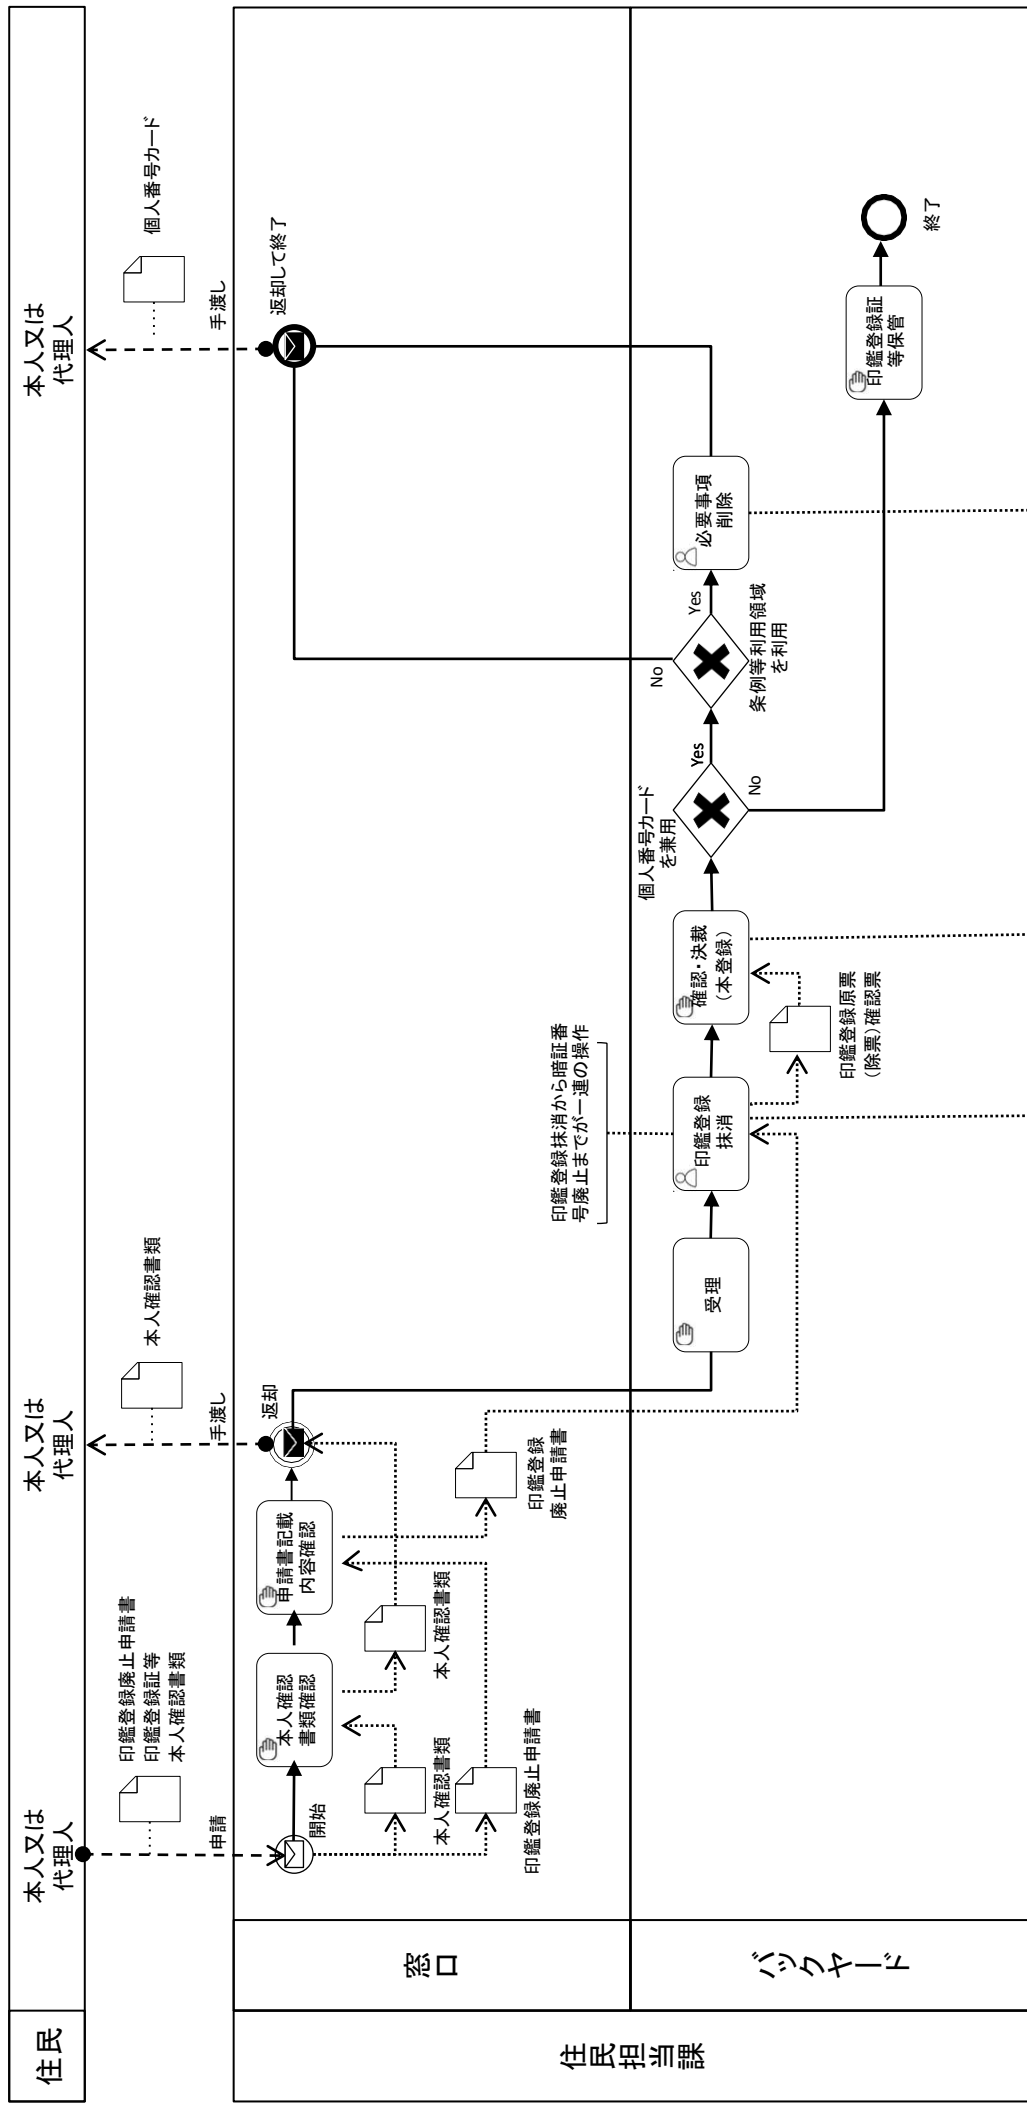 住民
本人又は
代理人
本人又は
代理人
本人又は
代理人
印鑑登録廃止申請書
印鑑登録証等
本人確認書類
申請
本人確認書類
手渡し
個人番号カード
手渡し
住民担当課
窓口
開始
本人確認
書類確認
申請書記載
内容確認
返却
返却して終了
本人確認書類
本人確認書類
印鑑登録廃止申請書
印鑑登録
廃止申請書
バックヤード
印鑑登録抹消から暗証番
号廃止までが一連の操作
受理
印鑑登録
抹消
確認・決裁
（本登録）
印鑑登録原票
（除票）確認票
個人番号カード
を兼用
Yes
No
条例等利用領域
を利用
Yes
No
必要事項
削除
印鑑登録証
等保管
終了